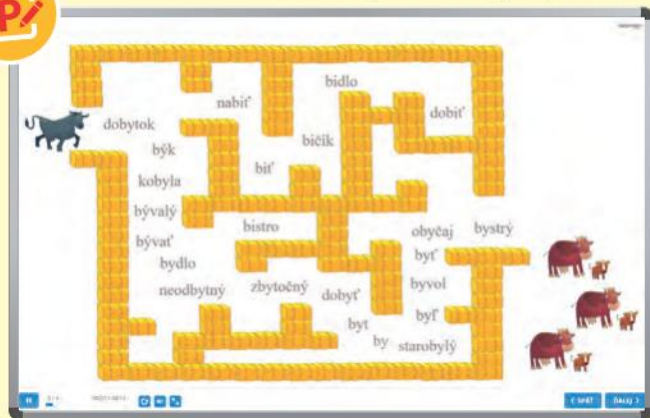 bidlo
nabiť
dobiť
dobytok
bičík
býk
biť
kobyla
bývalý
bistro
obyčaj
bystrý
bývať
byť
bydlo
neodbytný
zbytočný
dobyť
byvol
byľ
byt
by
starobylý
SPÄŤ
ĎALEJ